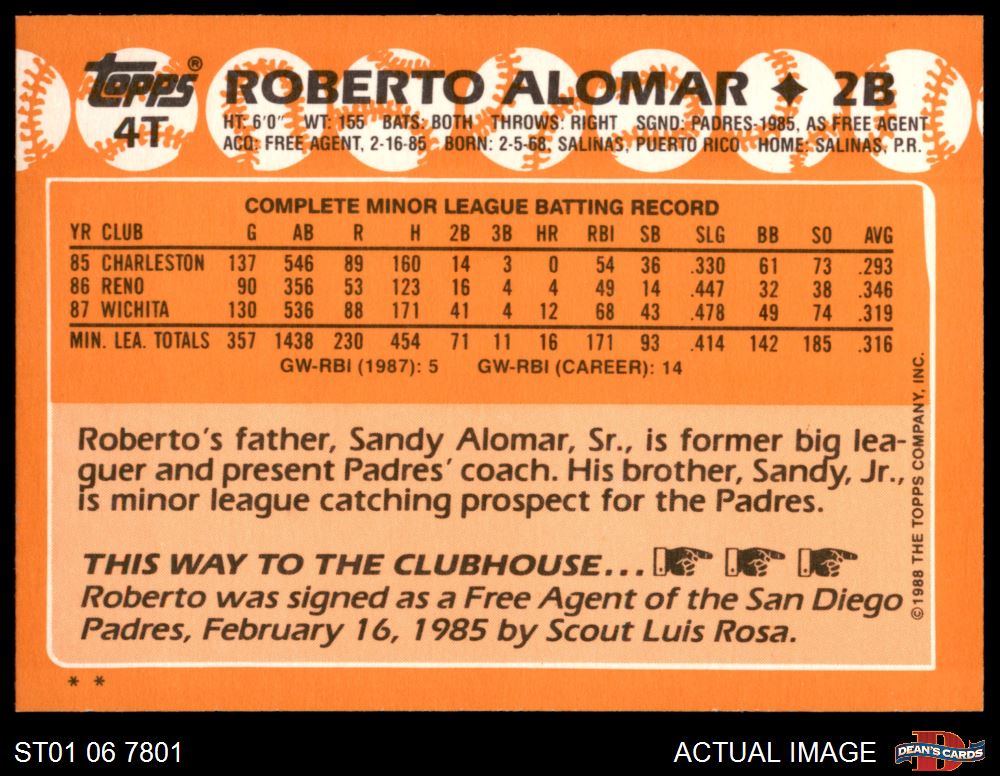 topps® ROBERTO ALOMAR ✦ 2B
4T
HT: 6'0" WT: 155 BATS: BOTH THROWS: RIGHT SGND: PADRES-1985, AS FREE AGENT
ACQ: FREE AGENT, 2-16-85 BORN: 2-5-68, SALINAS, PUERTO RICO HOME: SALINAS, P.R.
COMPLETE MINOR LEAGUE BATTING RECORD
YR CLUB G AB R H 2B 3B HR RBI SB SLG BB SO AVG
85 CHARLESTON 137 546 89 160 14 3 0 54 36 .330 61 73 .293
86 RENO 90 356 53 123 16 4 4 49 14 .447 32 38 .346
87 WICHITA 130 536 88 171 41 4 12 68 43 .478 49 74 .319
MIN. LEA. TOTALS 357 1438 230 454 71 11 16 171 93 .414 142 185 .316
GW-RBI (1987): 5 GW-RBI (CAREER): 14
Roberto's father, Sandy Alomar, Sr., is former big lea-
guer and present Padres' coach. His brother, Sandy, Jr.,
is minor league catching prospect for the Padres.
THIS WAY TO THE CLUBHOUSE...
Roberto was signed as a Free Agent of the San Diego
Padres, February 16, 1985 by Scout Luis Rosa.
©1988 THE TOPPS COMPANY, INC.
* *
ST01 06 7801 ACTUAL IMAGE DEAN'S CARDS